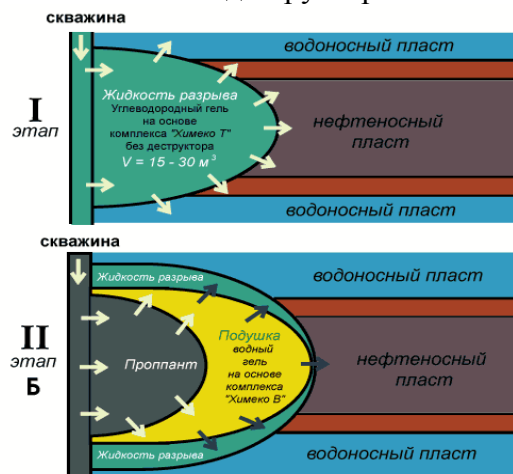 скважина
водоносный пласт
I
этап
Жидкость разрыва
Углеводородный гель
на основе
комплекса "Химеко Т"
без деструктора
V = 15 - 30 м³
нефтеносный
пласт
водоносный пласт
скважина
Жидкость разрыва
водоносный пласт
II
этап
Б
Проппант
Подушка
водный
гель
на основе
комплекса
"Химеко В"
нефтеносный
пласт
Жидкость разрыва
водоносный пласт